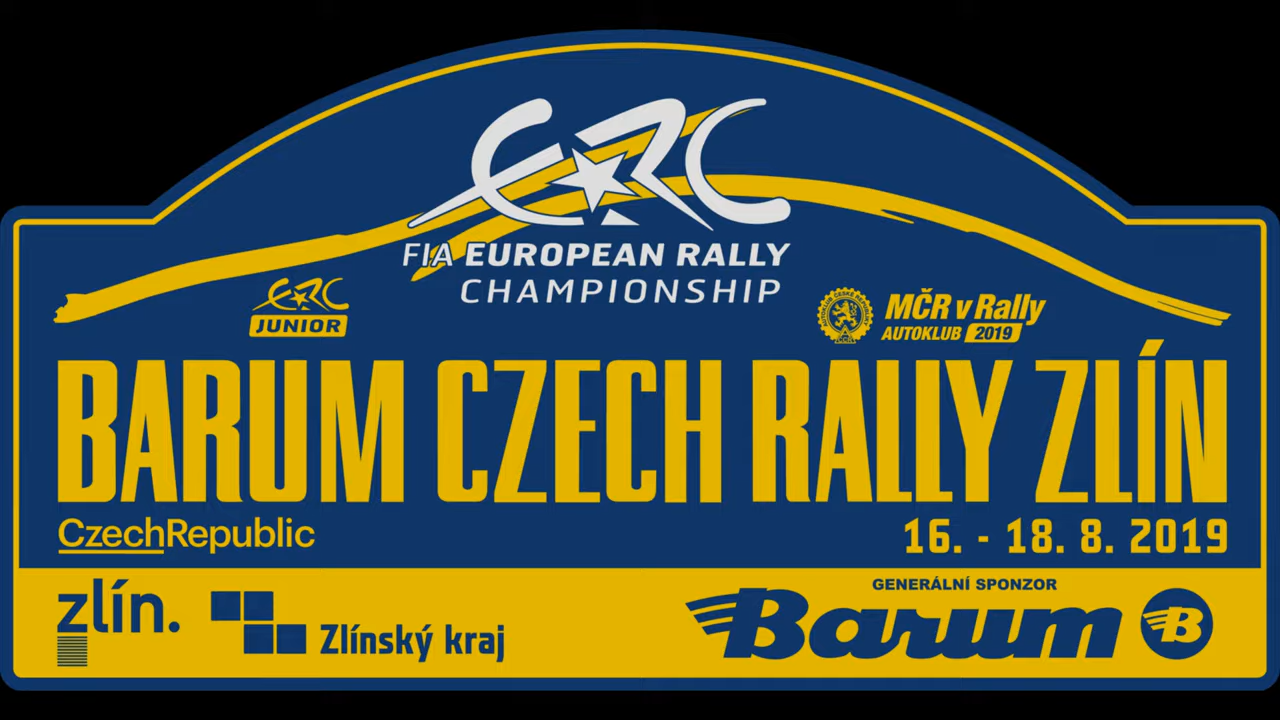 ERC
FIA EUROPEAN RALLY
CHAMPIONSHIP
ERC
JUNIOR
MČR v Rally
AUTOKLUB 2019
BARUM CZECH RALLY ZLÍN
CzechRepublic
16. - 18. 8. 2019
GENERÁLNÍ SPONZOR
zlín.
Zlínský kraj
Barum
B